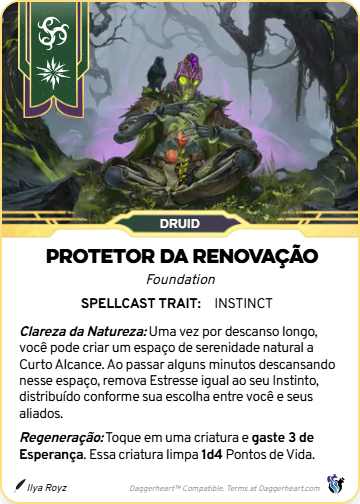 DRUID
PROTETOR DA RENOVAÇÃO
Foundation
SPELLCAST TRAIT: INSTINCT
Clareza da Natureza: Uma vez por descanso longo,
você pode criar um espaço de serenidade natural a
Curto Alcance. Ao passar alguns minutos descansando
nesse espaço, remova Estresse igual ao seu Instinto,
distribuído conforme sua escolha entre você e seus
aliados.
Regeneração: Toque em uma criatura e gaste 3 de
Esperança. Essa criatura limpa 1d4 Pontos de Vida.
Ilya Royz
Daggerheart™ Compatible. Terms at Daggerheart.com